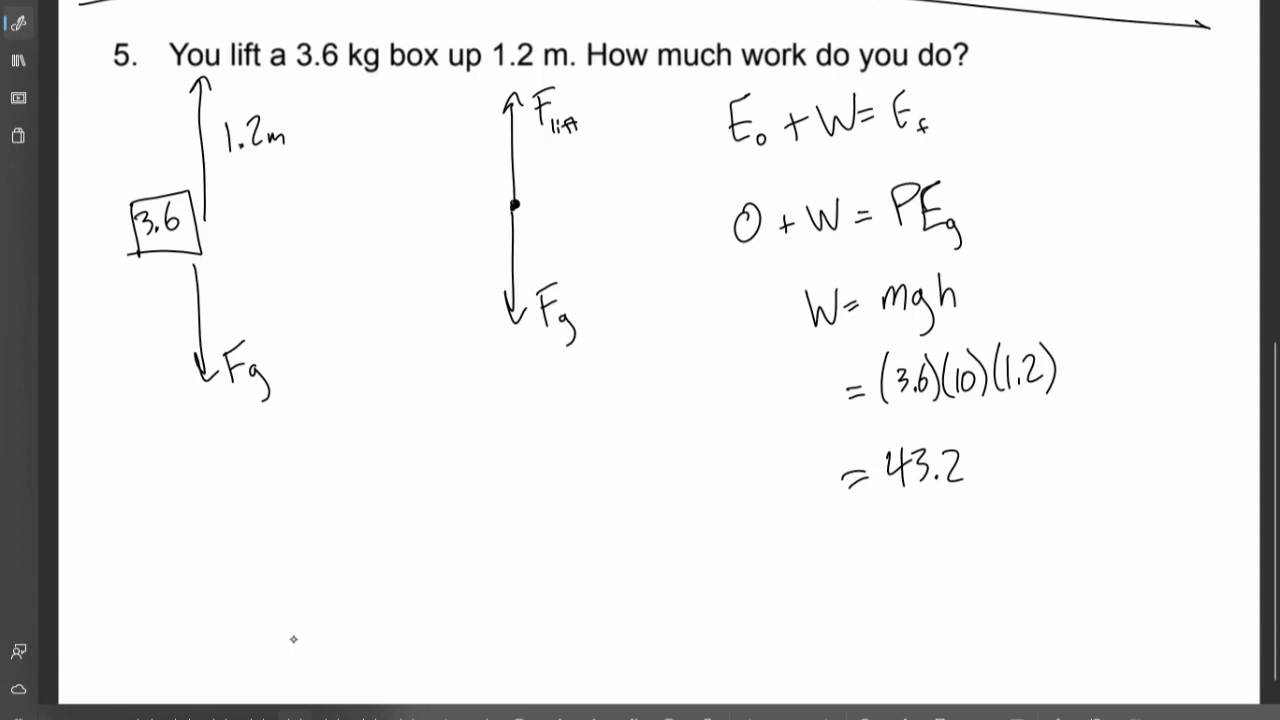 5. You lift a 3.6 kg box up 1.2 m. How much work do you do?
1.2m
3.6
Fg
Flift
Fg
E₀ + W = Ef
0 + W = PEg
W = mgh
= (3.6)(10)(1.2)
= 43.2